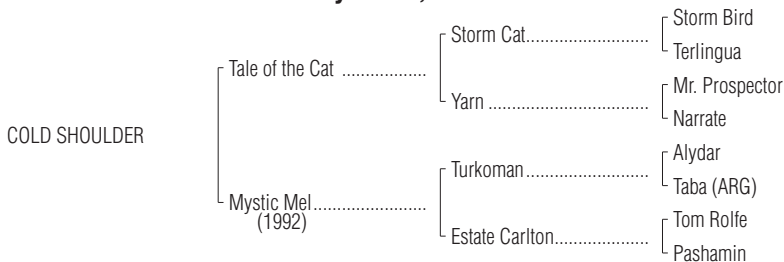 Storm Bird
Storm Cat..............................
Terlingua
Tale of the Cat ..................
Mr. Prospector
Yarn ......................................
Narrate
COLD SHOULDER
Alydar
Turkoman.............................
Taba (ARG)
Mystic Mel........................
(1992)
Tom Rolfe
Estate Carlton......................
Pashamin